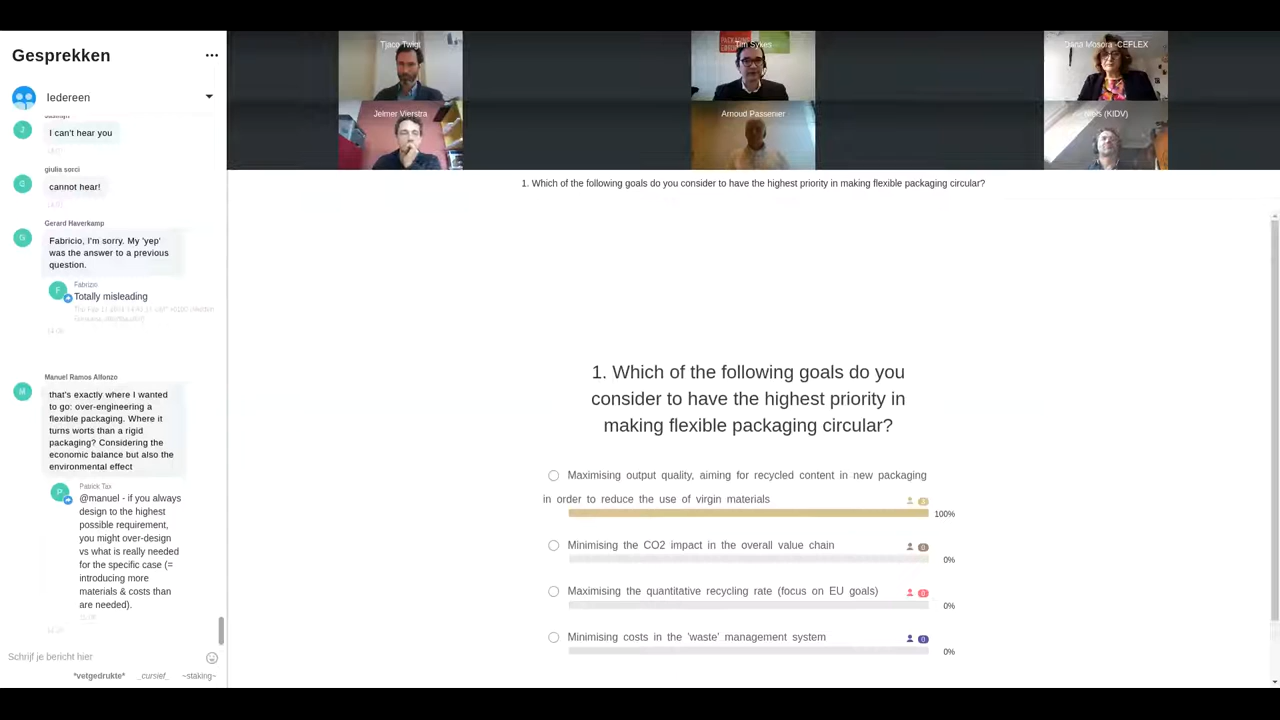 Gesprekken
Iedereen
I can't hear you
giulia sorci
cannot hear!
Gerard Haverkamp
Fabricio, I'm sorry. My 'yep'
was the answer to a previous
question.
Fabrizio
Totally misleading
Manuel Ramos Alfonzo
that's exactly where I wanted
to go: over-engineering a
flexible packaging. Where it
turns worts than a rigid
packaging? Considering the
economic balance but also the
environmental effect
Patrick Tax
@manuel - if you always
design to the highest
possible requirement,
you might over-design
vs what is really needed
for the specific case (=
introducing more
materials & costs than
are needed).
Schrijf je bericht hier
*vetgedrukte* _cursief_ ~staking~
Tjaco Twigt
Tim Sykes
Dana Mosora -CEFLEX
Jelmer Vierstra
Arnoud Passenier
(KIDV)
1. Which of the following goals do you consider to have the highest priority in making flexible packaging circular?
1. Which of the following goals do you
consider to have the highest priority in
making flexible packaging circular?
Maximising output quality, aiming for recycled content in new packaging
in order to reduce the use of virgin materials
100%
Minimising the CO2 impact in the overall value chain
0
0%
Maximising the quantitative recycling rate (focus on EU goals)
0
0%
Minimising costs in the 'waste' management system
0
0%